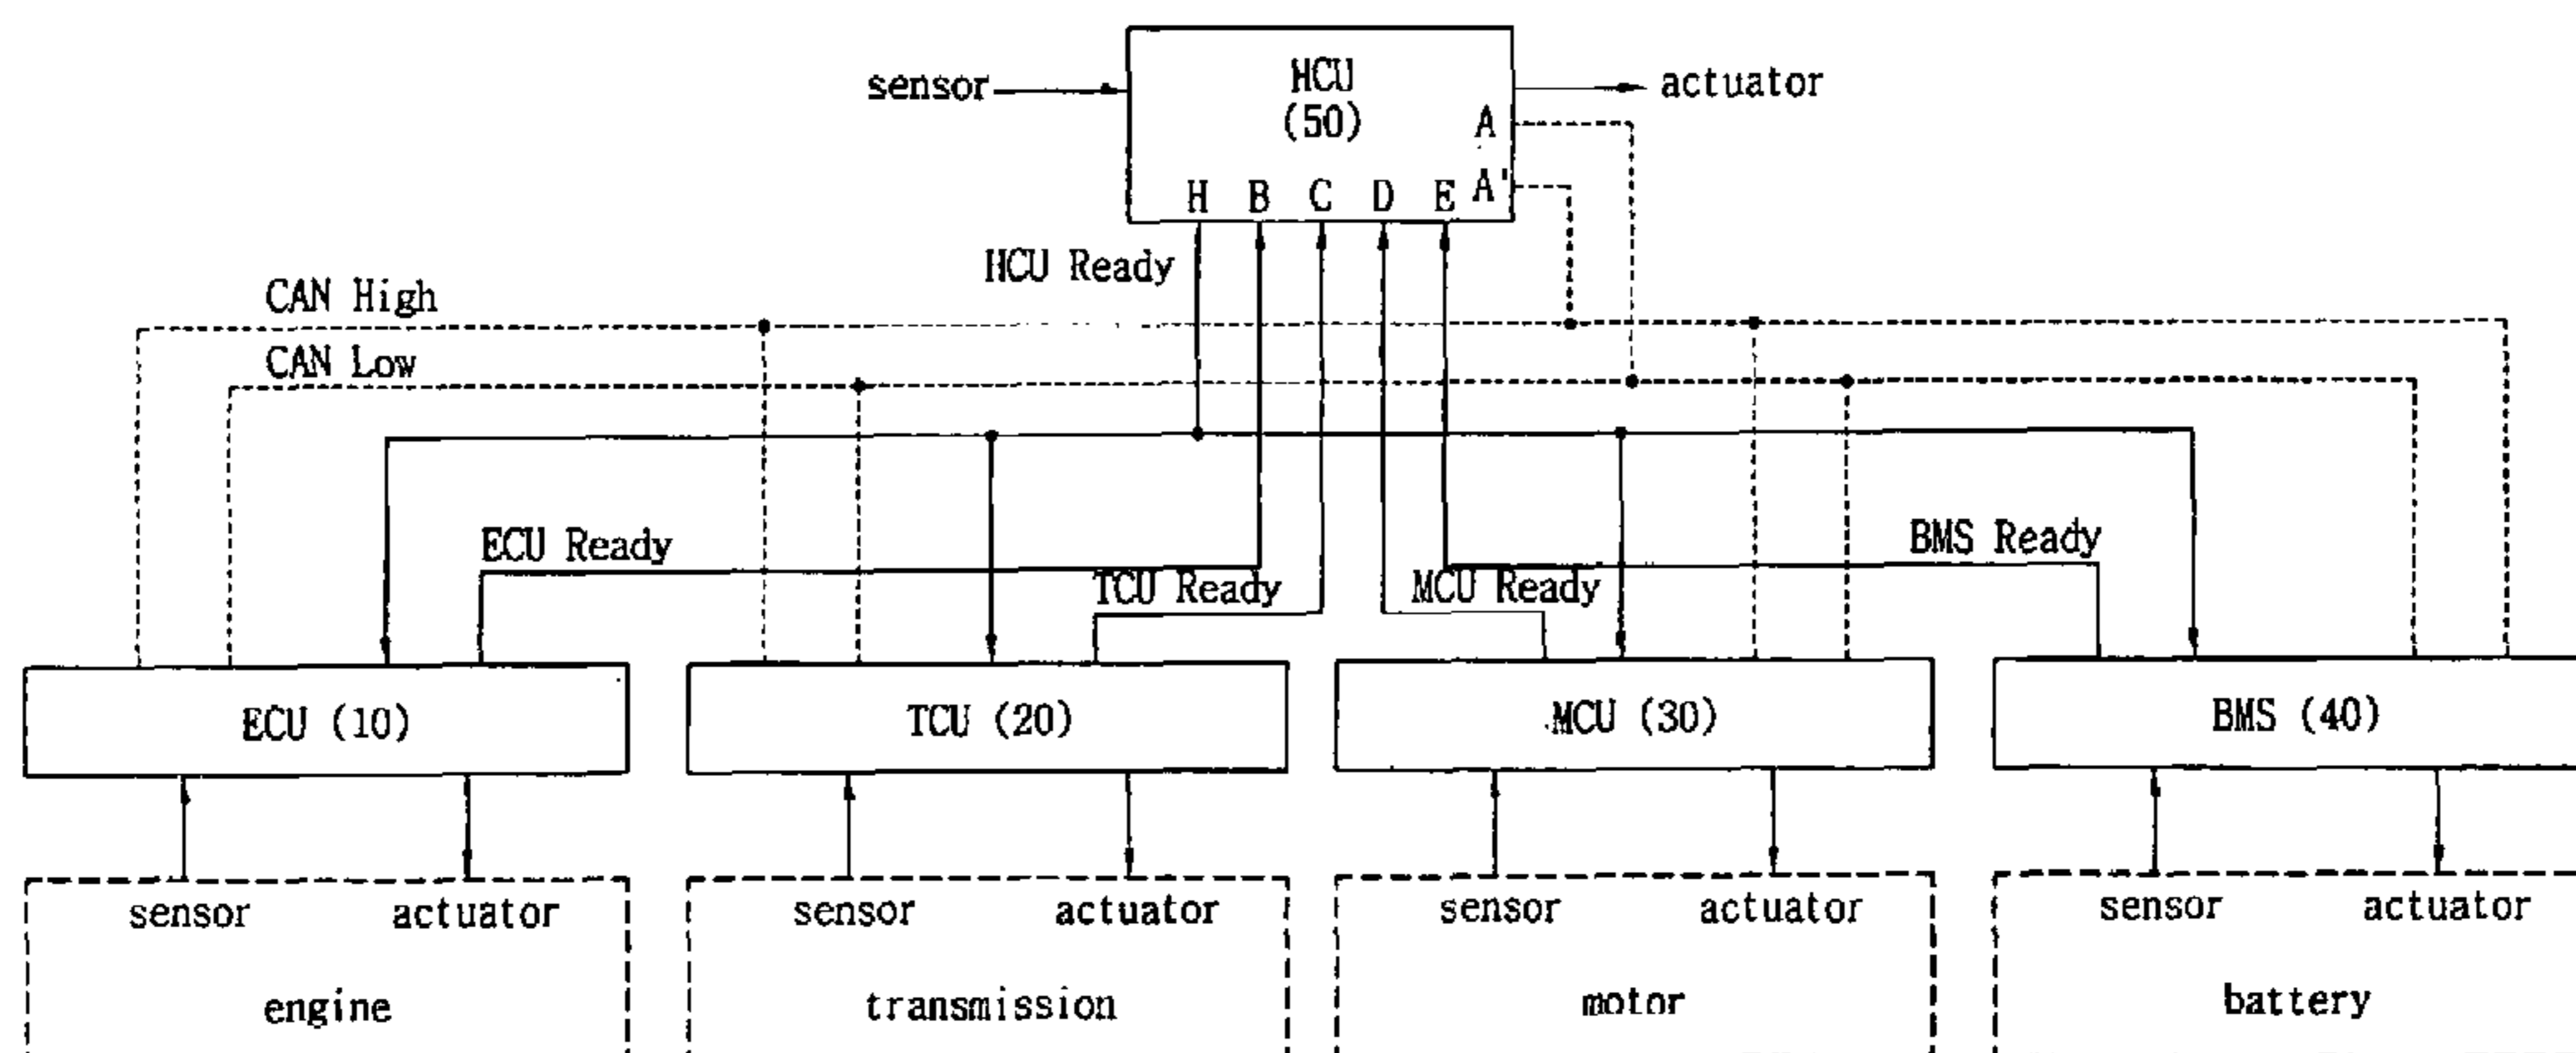 sensor
HCU
(50)
actuator
A
A'
H B C D E
HCU Ready
CAN High
CAN Low
ECU Ready
TCU Ready
MCU Ready
BMS Ready
ECU (10)
TCU (20)
MCU (30)
BMS (40)
sensor actuator
engine
sensor actuator
transmission
sensor actuator
motor
sensor actuator
battery